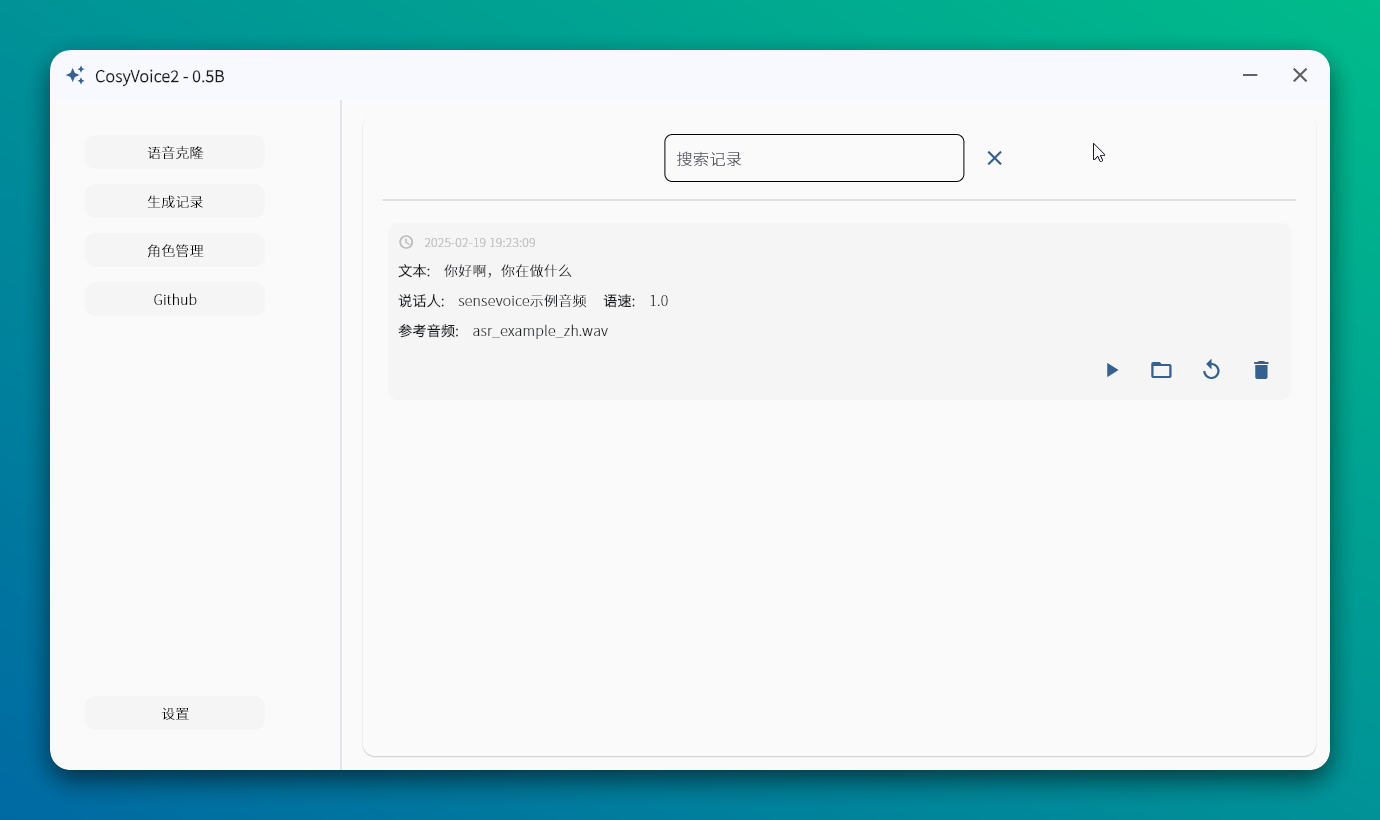 CosyVoice2 - 0.5B
语音克隆
生成记录
角色管理
Github
设置
搜索记录
2025-02-19 19:23:09
文本: 你好啊，你在做什么
说话人: sensevoice示例音频 语速: 1.0
参考音频: asr_example_zh.wav